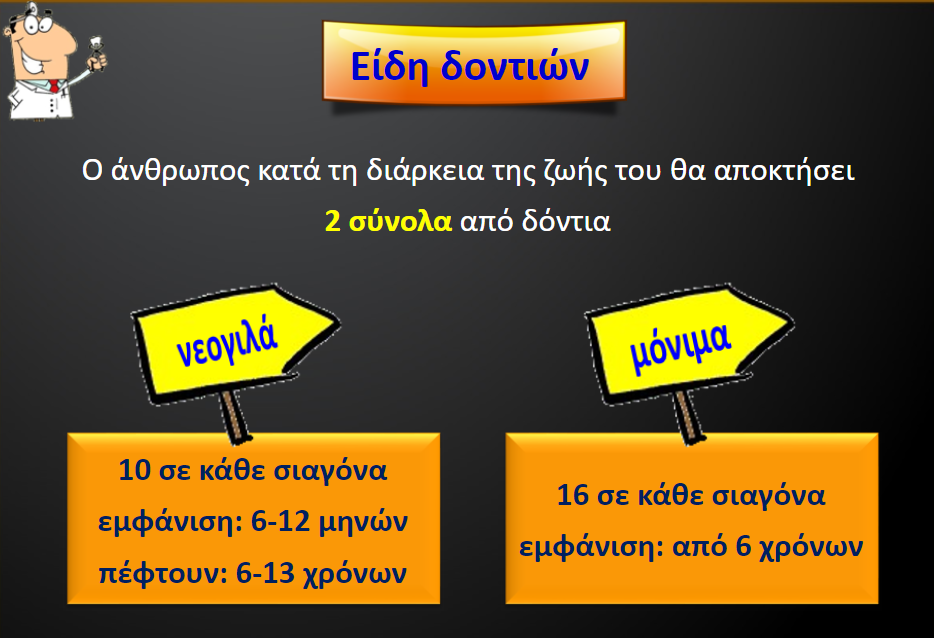 Είδη δοντιών
Ο άνθρωπος κατά τη διάρκεια της ζωής του θα αποκτήσει
2 σύνολα από δόντια
νεογιλά
10 σε κάθε σιαγόνα
εμφάνιση: 6-12 μηνών
πέφτουν: 6-13 χρόνων
μόνιμα
16 σε κάθε σιαγόνα
εμφάνιση: από 6 χρόνων